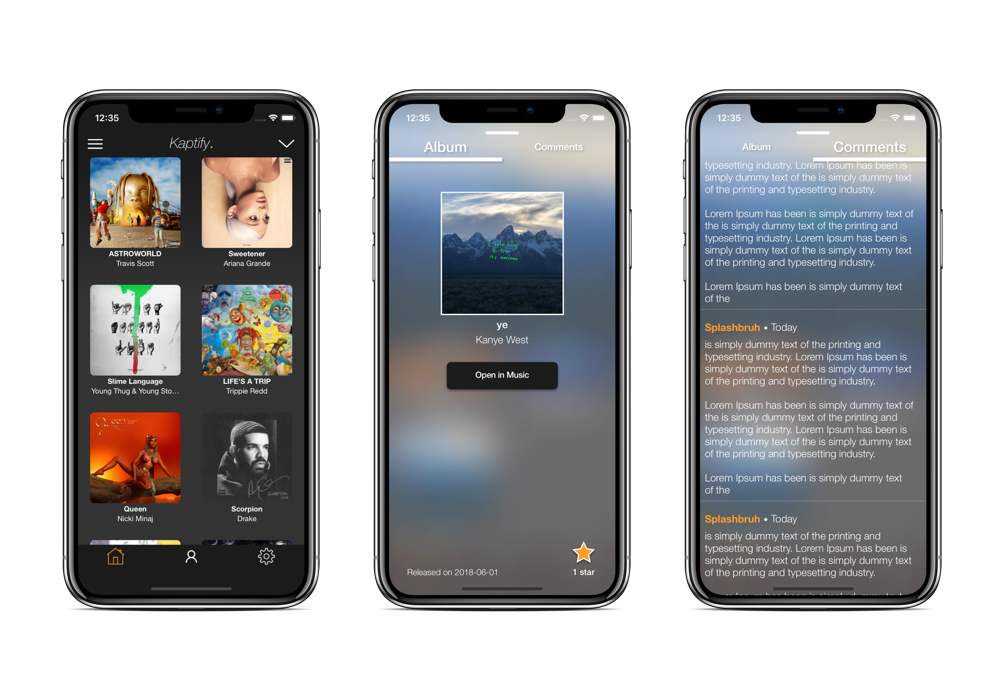 12:35
Kaptify.
ASTROWORLD
Travis Scott
Sweetener
Ariana Grande
Slime Language
Young Thug & Young Sto...
LIFE'S A TRIP
Trippie Redd
Queen
Queen
Nicki Minaj
Scorpion
Drake
12:35
Album
Comments
ye
Kanye West
Open in Music
Released on 2018-06-01
1 star
12:35
Album
Comments
typesetting industry. Lorem Ipsum has been is
simply dummy text of the is simply dummy text
of the printing and typesetting industry.
Lorem Ipsum has been is simply dummy text of
the is simply dummy text of the printing and
typesetting industry. Lorem Ipsum has been is
simply dummy text of the is simply dummy text
of the printing and typesetting industry.
Lorem Ipsum has been is simply dummy text
of the
Splashbruh • Today
is simply dummy text of the printing and
typesetting industry. Lorem Ipsum has been is
simply dummy text of the is simply dummy text
of the printing and typesetting industry.
Lorem Ipsum has been is simply dummy text of
the is simply dummy text of the printing and
typesetting industry. Lorem Ipsum has been is
simply dummy text of the is simply dummy text
of the printing and typesetting industry.
Lorem Ipsum has been is simply dummy text
of the
Splashbruh • Today
is simply dummy text of the printing and
typesetting industry. Lorem Ipsum has been is
simply dummy text of the is simply dummy text
of the printing and typesetting industry.